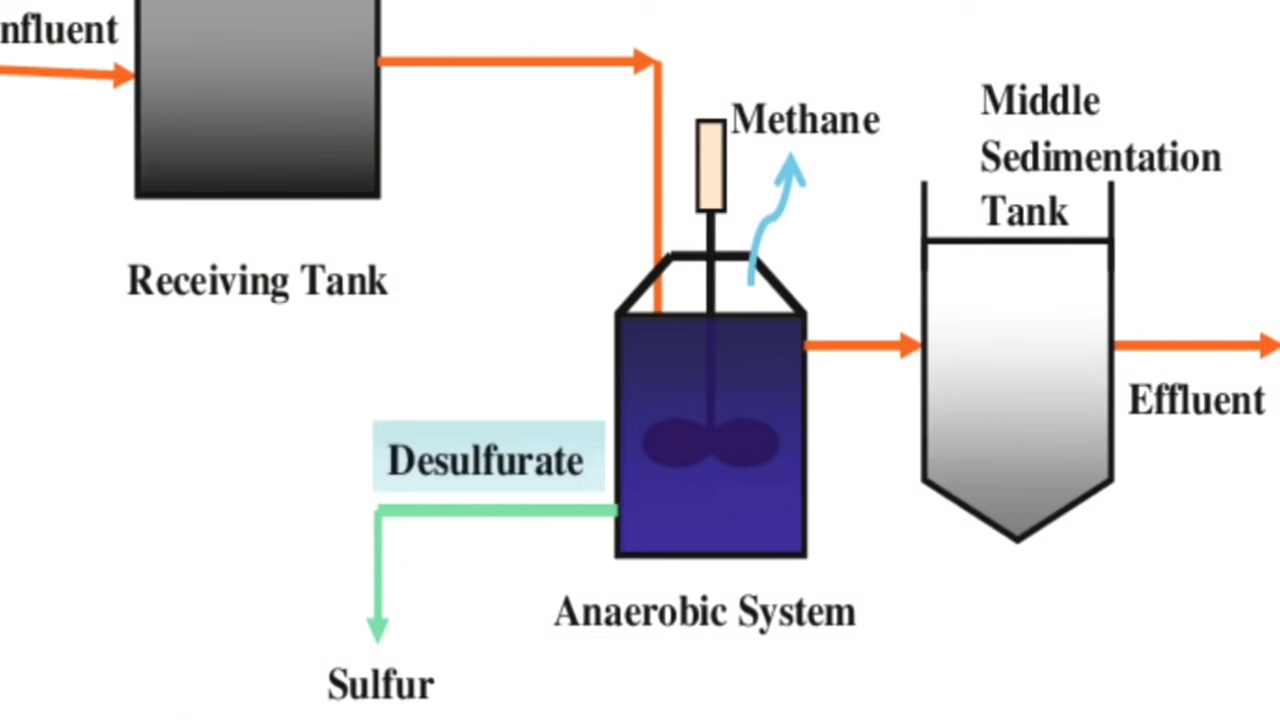 nfluent
Methane
Middle
Sedimentation
Tank
Receiving Tank
Effluent
Desulfurate
Anaerobic System
Sulfur